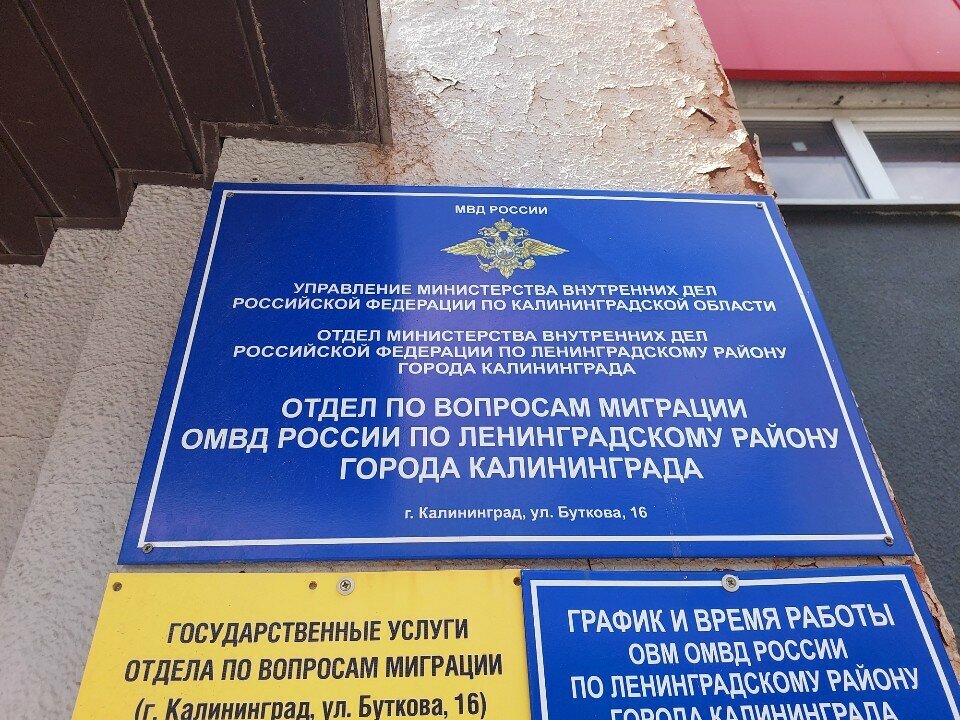 МВД РОССИИ
УПРАВЛЕНИЕ МИНИСТЕРСТВА ВНУТРЕННИХ ДЕЛ
РОССИЙСКОЙ ФЕДЕРАЦИИ ПО КАЛИНИНГРАДСКОЙ ОБЛАСТИ
ОТДЕЛ МИНИСТЕРСТВА ВНУТРЕННИХ ДЕЛ
РОССИЙСКОЙ ФЕДЕРАЦИИ ПО ЛЕНИНГРАДСКОМУ РАЙОНУ
ГОРОДА КАЛИНИНГРАДА
ОТДЕЛ ПО ВОПРОСАМ МИГРАЦИИ
ОМВД РОССИИ ПО ЛЕНИНГРАДСКОМУ РАЙОНУ
ГОРОДА КАЛИНИНГРАДА
г. Калининград, ул. Буткова, 16
ГОСУДАРСТВЕННЫЕ УСЛУГИ
ОТДЕЛА ПО ВОПРОСАМ МИГРАЦИИ
(г. Калининград, ул. Буткова, 16)
ГРАФИК И ВРЕМЯ РАБОТЫ
ОВМ ОМВД РОССИИ
ПО ЛЕНИНГРАДСКОМУ РАЙОНУ
ГОРОДА КАЛИНИНГРАДА